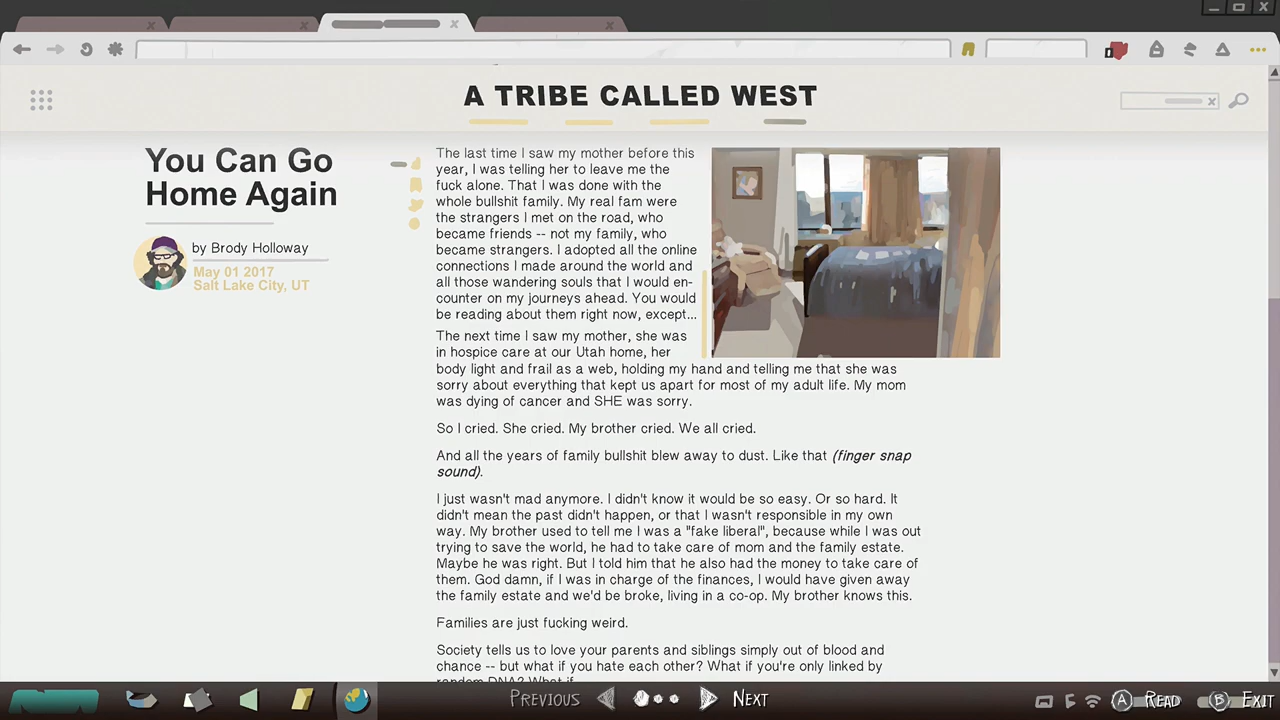 A TRIBE CALLED WEST
You Can Go
Home Again
by Brody Holloway
May 01 2017
Salt Lake City, UT
The last time I saw my mother before this
year, I was telling her to leave me the
fuck alone. That I was done with the
whole bullshit family. My real fam were
the strangers I met on the road, who
became friends -- not my family, who
became strangers. I adopted all the online
connections I made around the world and
all those wandering souls that I would en-
counter on my journeys ahead. You would
be reading about them right now, except...
The next time I saw my mother, she was
in hospice care at our Utah home, her
body light and frail as a web, holding my hand and telling me that she was
sorry about everything that kept us apart for most of my adult life. My mom
was dying of cancer and SHE was sorry.
So I cried. She cried. My brother cried. We all cried.
And all the years of family bullshit blew away to dust. Like that (finger snap
sound).
I just wasn't mad anymore. I didn't know it would be so easy. Or so hard. It
didn't mean the past didn't happen, or that I wasn't responsible in my own
way. My brother used to tell me I was a "fake liberal", because while I was out
trying to save the world, he had to take care of mom and the family estate.
Maybe he was right. But I told him that he also had the money to take care of
them. God damn, if I was in charge of the finances, I would have given away
the family estate and we'd be broke, living in a co-op. My brother knows this.
Families are just fucking weird.
Society tells us to love your parents and siblings simply out of blood and
chance -- but what if you hate each other? What if you're only linked by
random DNA? What if
PREVIOUS NEXT
A READ B EXIT